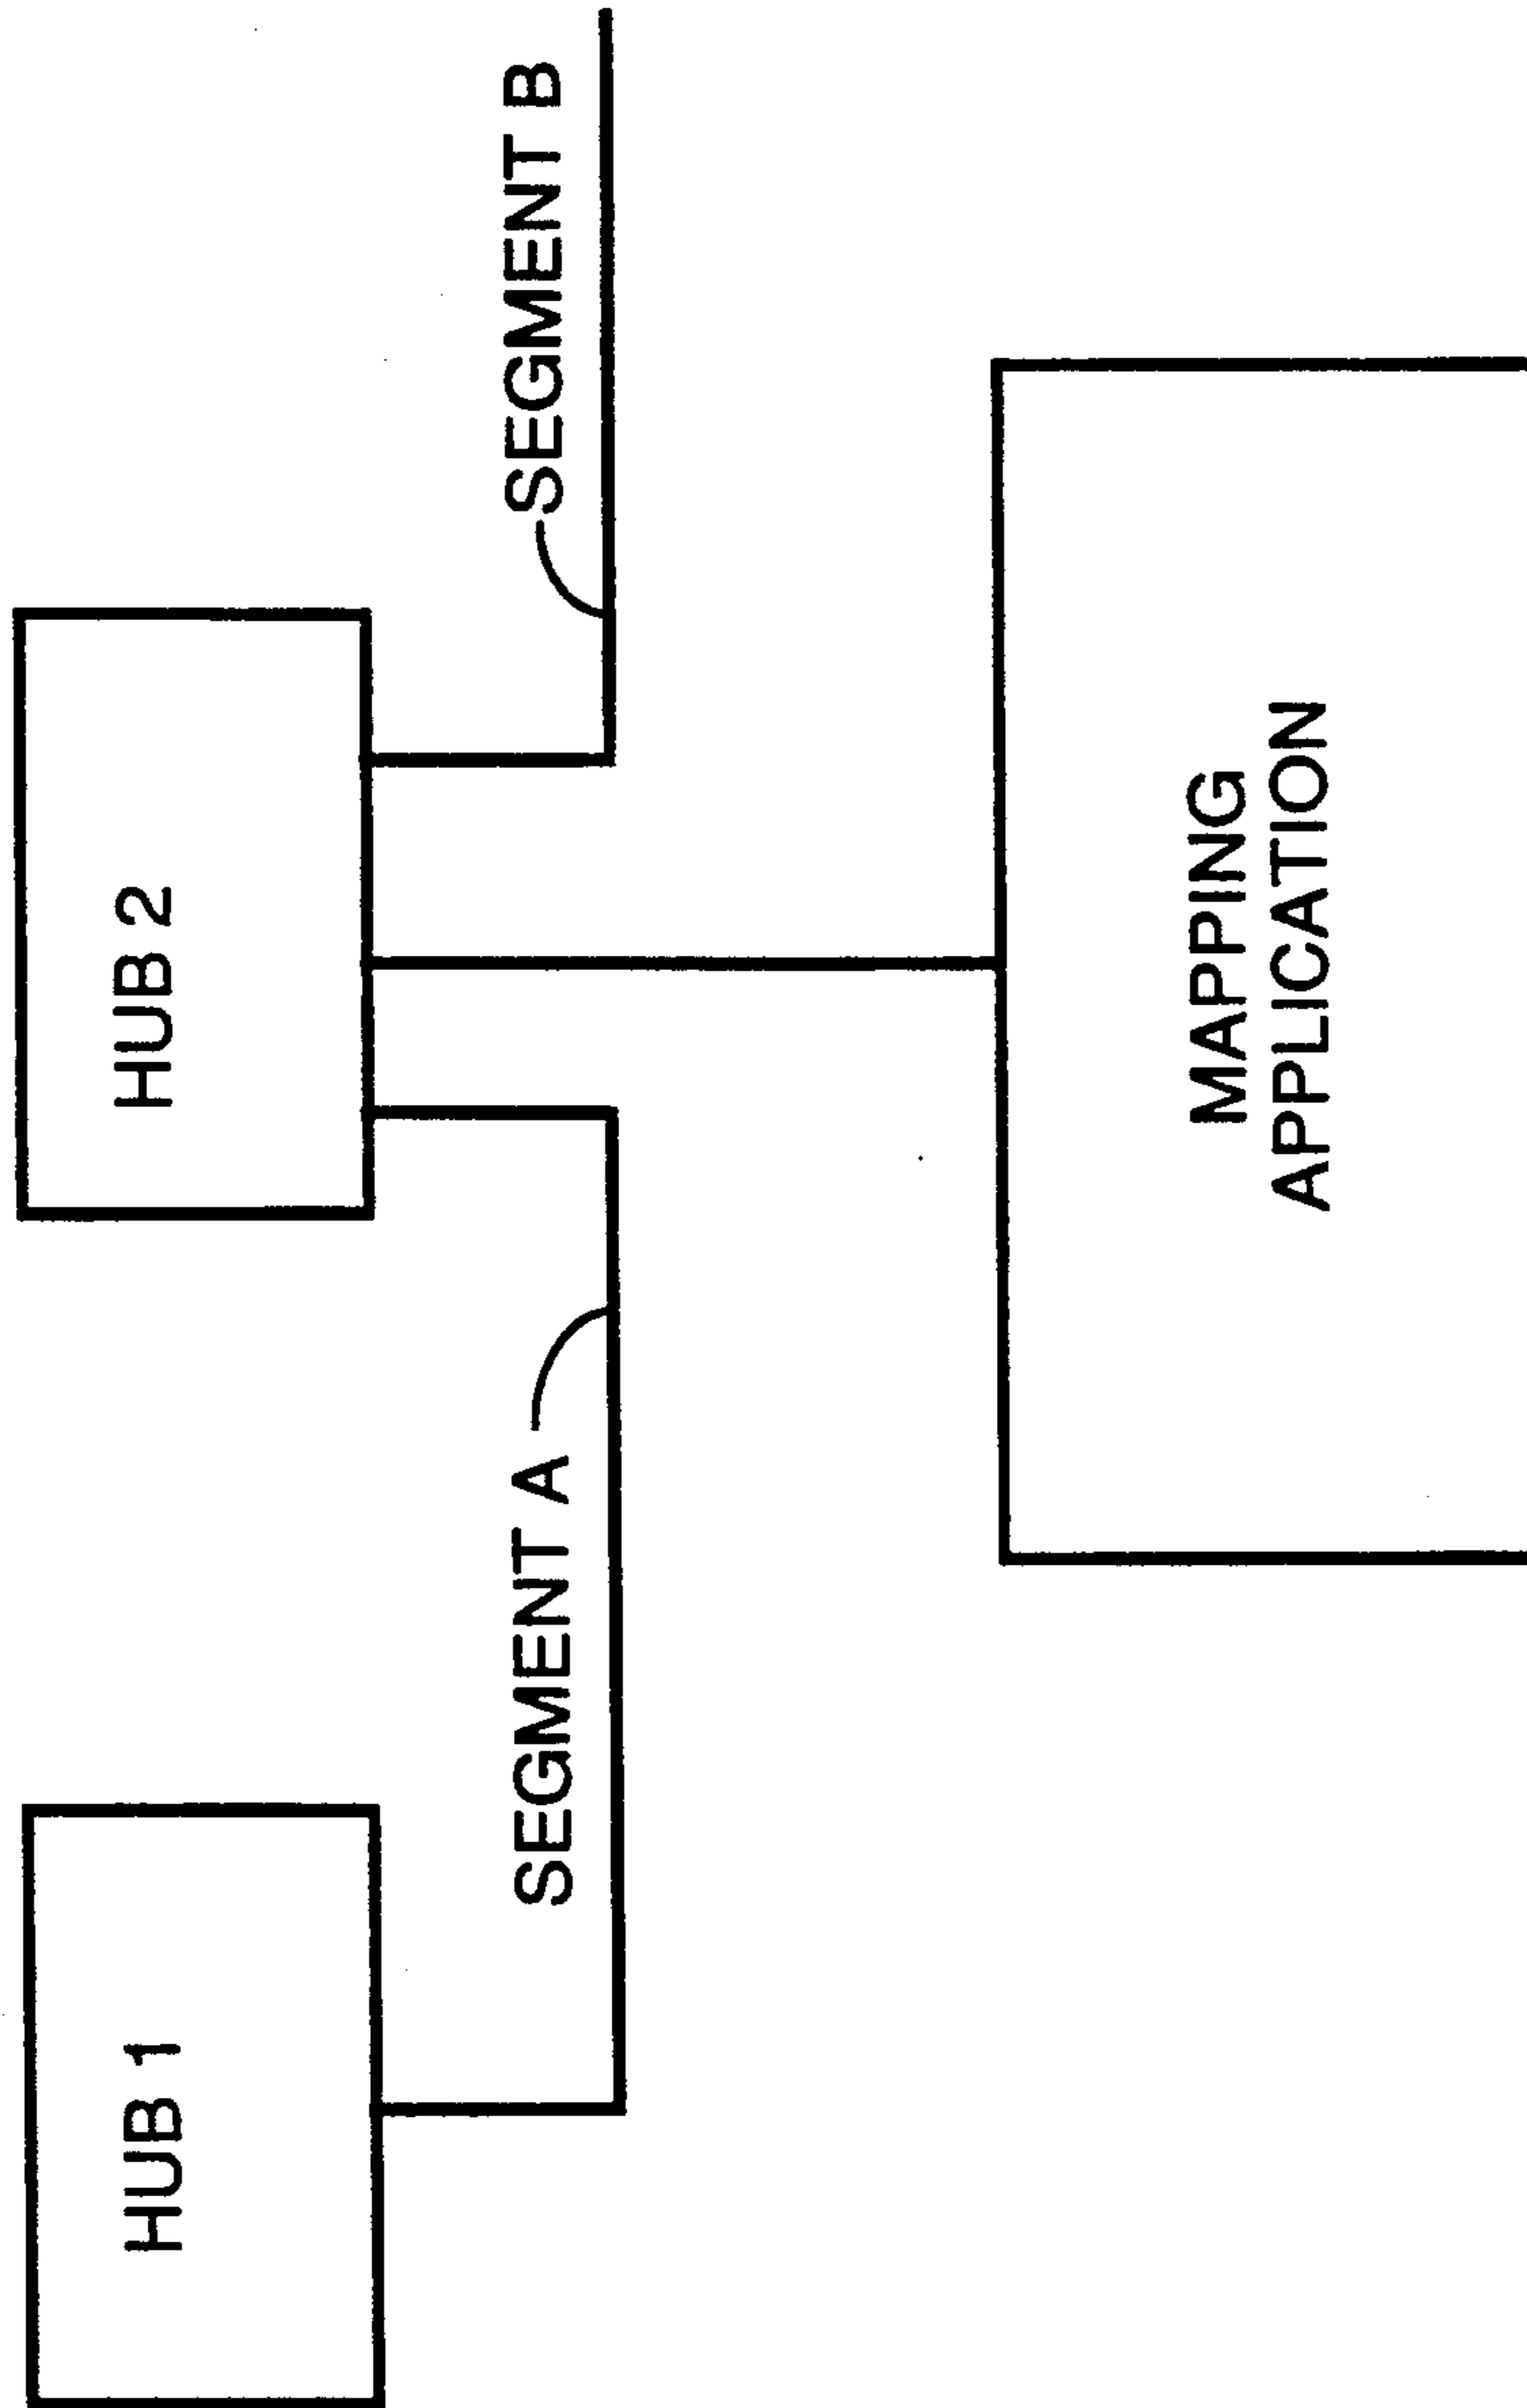 HUB 1
HUB 2
SEGMENT A
SEGMENT B
MAPPING
APPLICATION